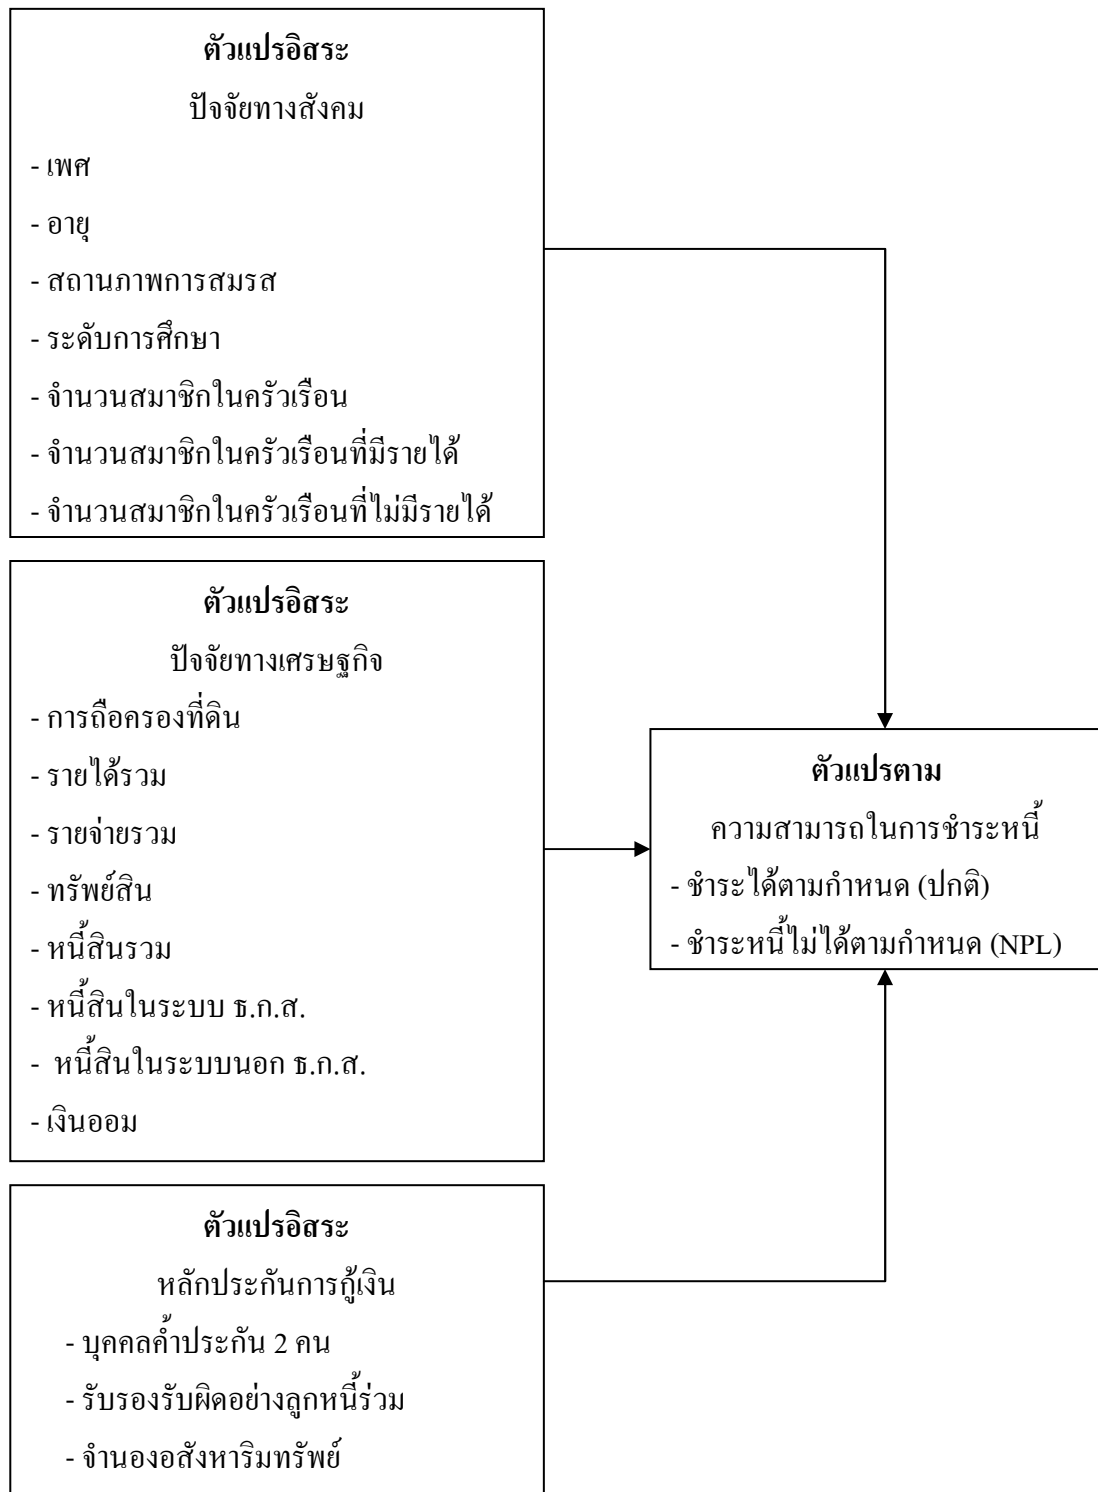 ตัวแปรอิสระ
ปัจจัยทางสังคม
- เพศ
- อายุ
- สถานภาพการสมรส
- ระดับการศึกษา
- จำนวนสมาชิกในครัวเรือน
- จำนวนสมาชิกในครัวเรือนที่มีรายได้
- จำนวนสมาชิกในครัวเรือนที่ไม่มีรายได้
ตัวแปรอิสระ
ปัจจัยทางเศรษฐกิจ
- การถือครองที่ดิน
- รายได้รวม
- รายจ่ายรวม
- ทรัพย์สิน
- หนี้สินรวม
- หนี้สินในระบบ ธ.ก.ส.
- หนี้สินในระบบนอก ธ.ก.ส.
- เงินออม
ตัวแปรอิสระ
หลักประกันการกู้เงิน
- บุคคลค้ำประกัน 2 คน
- รับรองรับผิดอย่างลูกหนี้ร่วม
- จำนองอสังหาริมทรัพย์
ตัวแปรตาม
ความสามารถในการชำระหนี้
- ชำระได้ตามกำหนด (ปกติ)
- ชำระหนี้ไม่ได้ตามกำหนด (NPL)